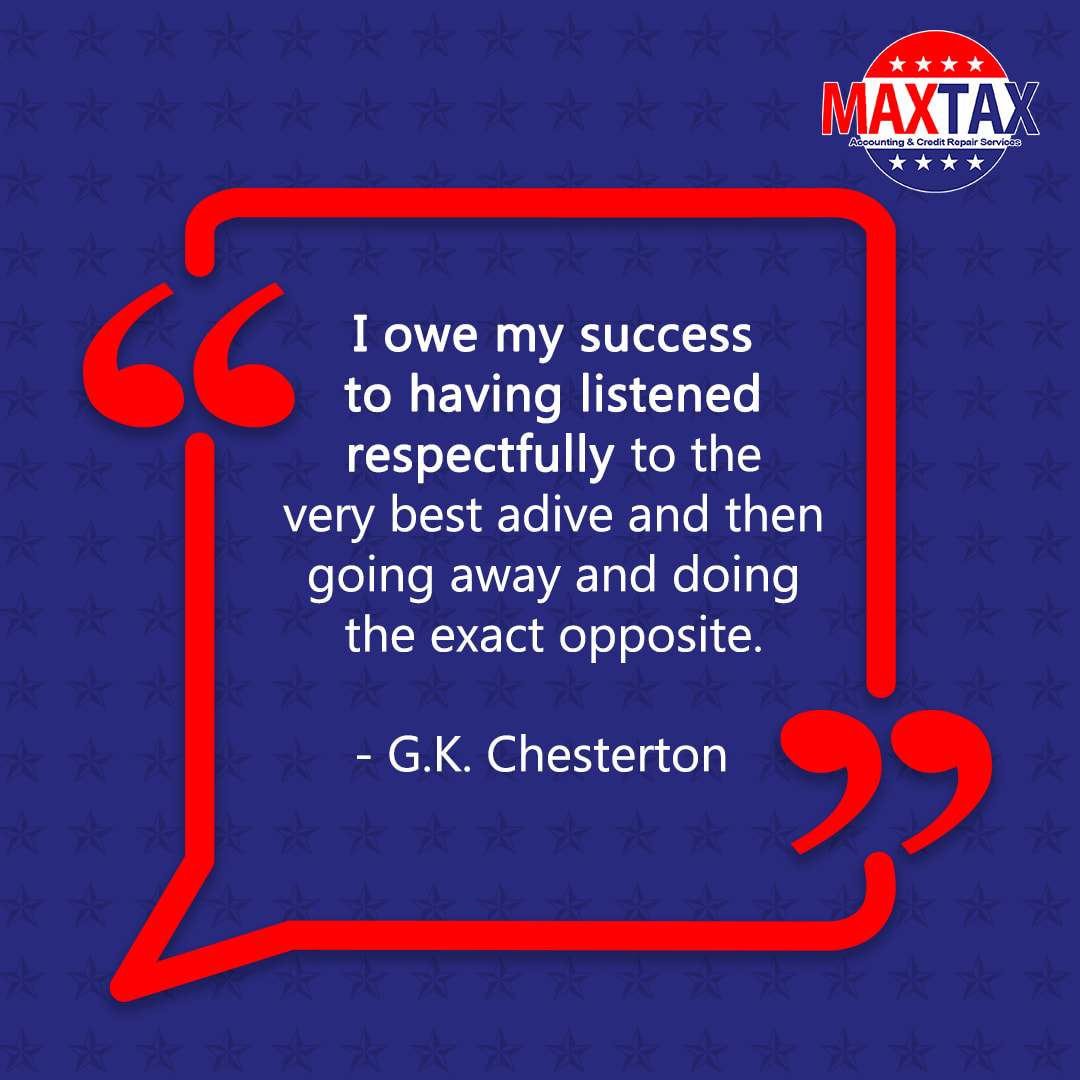 MAXTAX
Accounting & Credit Repair Services
I owe my success
to having listened
respectfully to the
very best adive and then
going away and doing
the exact opposite.
- G.K. Chesterton